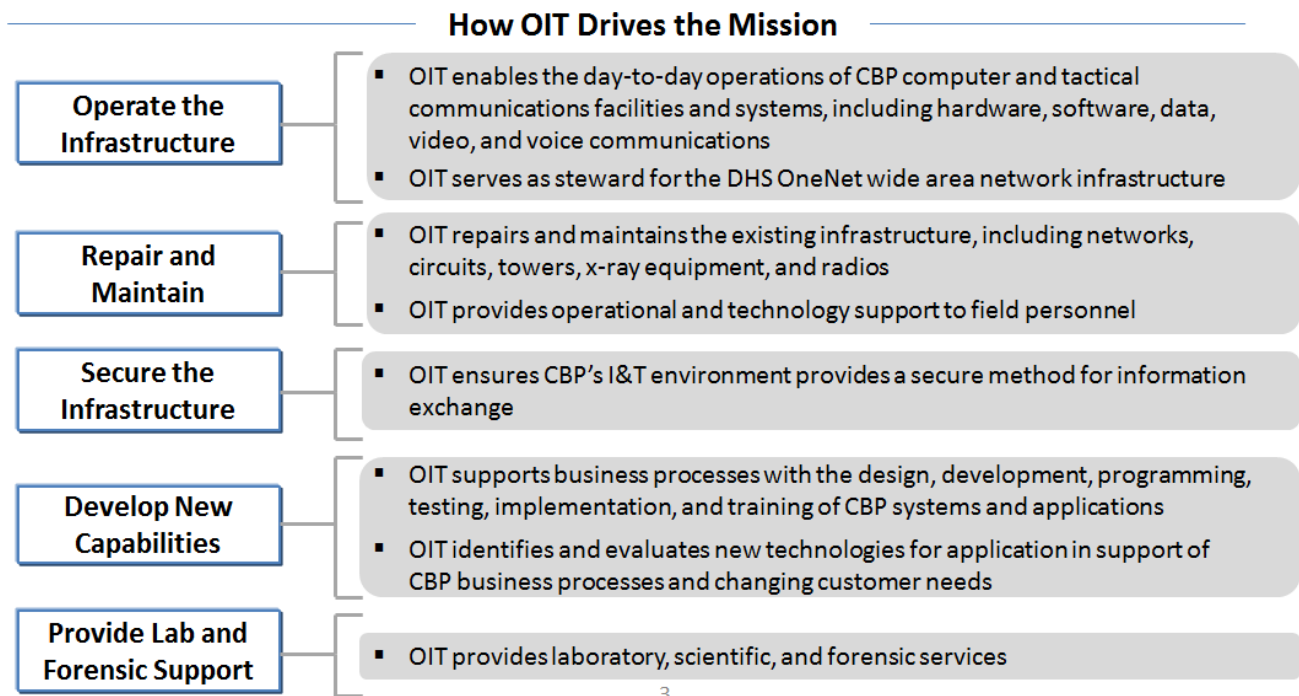 How OIT Drives the Mission
Operate the
Infrastructure
▪ OIT enables the day-to-day operations of CBP computer and tactical
communications facilities and systems, including hardware, software, data,
video, and voice communications
▪ OIT serves as steward for the DHS OneNet wide area network infrastructure
Repair and
Maintain
▪ OIT repairs and maintains the existing infrastructure, including networks,
circuits, towers, x-ray equipment, and radios
▪ OIT provides operational and technology support to field personnel
Secure the
Infrastructure
▪ OIT ensures CBP’s I&T environment provides a secure method for information
exchange
Develop New
Capabilities
▪ OIT supports business processes with the design, development, programming,
testing, implementation, and training of CBP systems and applications
▪ OIT identifies and evaluates new technologies for application in support of
CBP business processes and changing customer needs
Provide Lab and
Forensic Support
▪ OIT provides laboratory, scientific, and forensic services
3